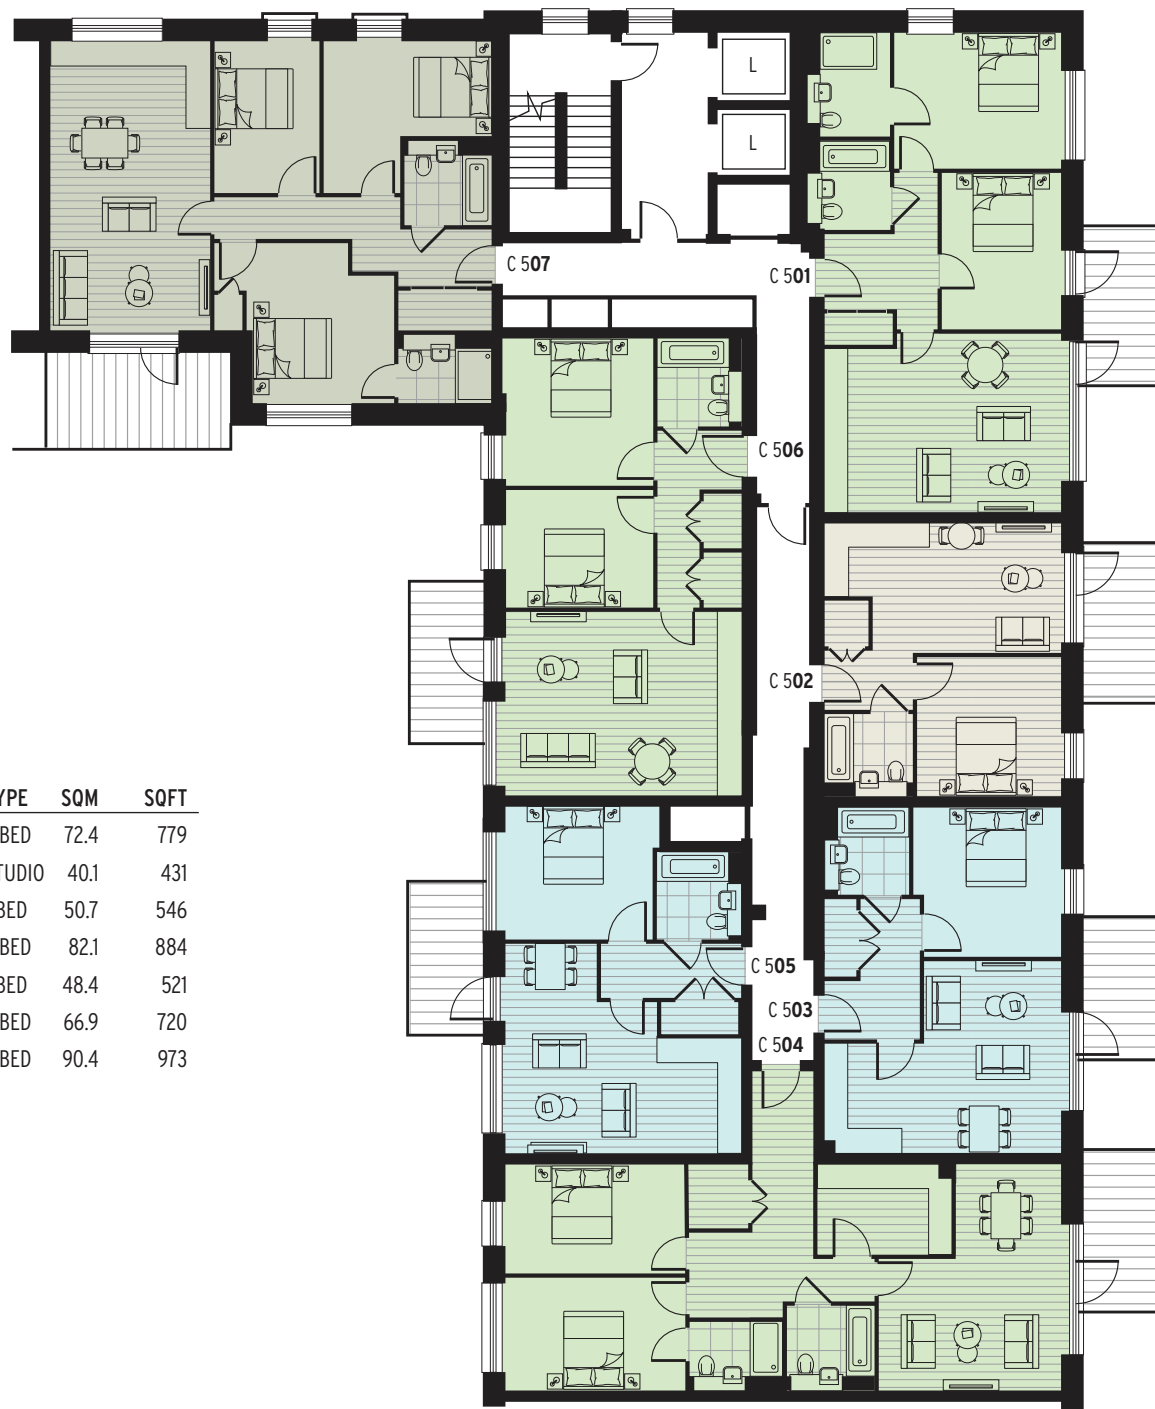 L
L
C 507
C 501
C 506
C 502
YPE SQM SQFT
BED 72.4 779
TUDIO 40.1 431
BED 50.7 546
BED 82.1 884
BED 48.4 521
BED 66.9 720
BED 90.4 973
C 505
C 503
C 504